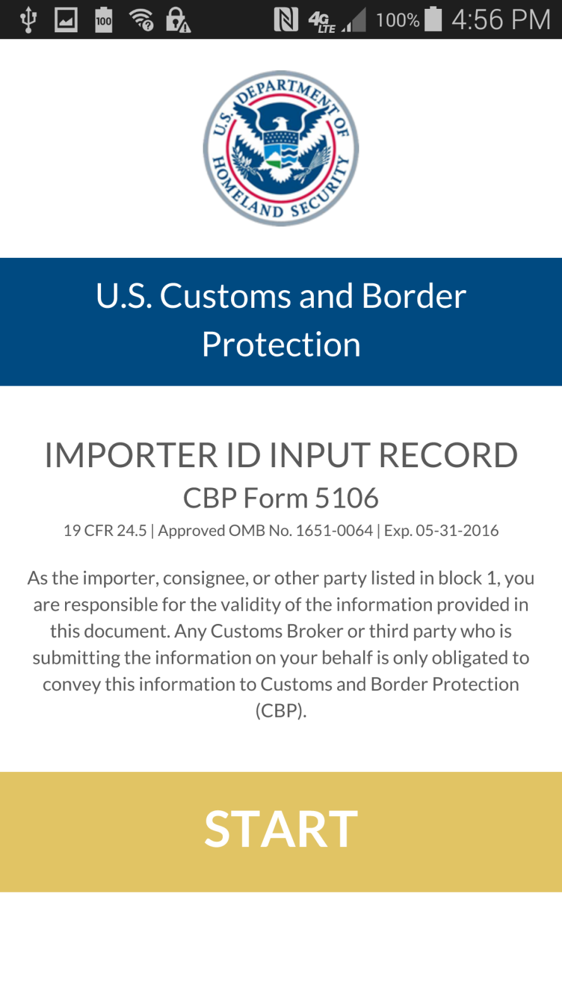 100
4G LTE
100%
4:56 PM
U.S. DEPARTMENT OF
HOMELAND SECURITY
U.S. Customs and Border
Protection
IMPORTER ID INPUT RECORD
CBP Form 5106
19 CFR 24.5 | Approved OMB No. 1651-0064 | Exp. 05-31-2016
As the importer, consignee, or other party listed in block 1, you
are responsible for the validity of the information provided in
this document. Any Customs Broker or third party who is
submitting the information on your behalf is only obligated to
convey this information to Customs and Border Protection
(CBP).
START